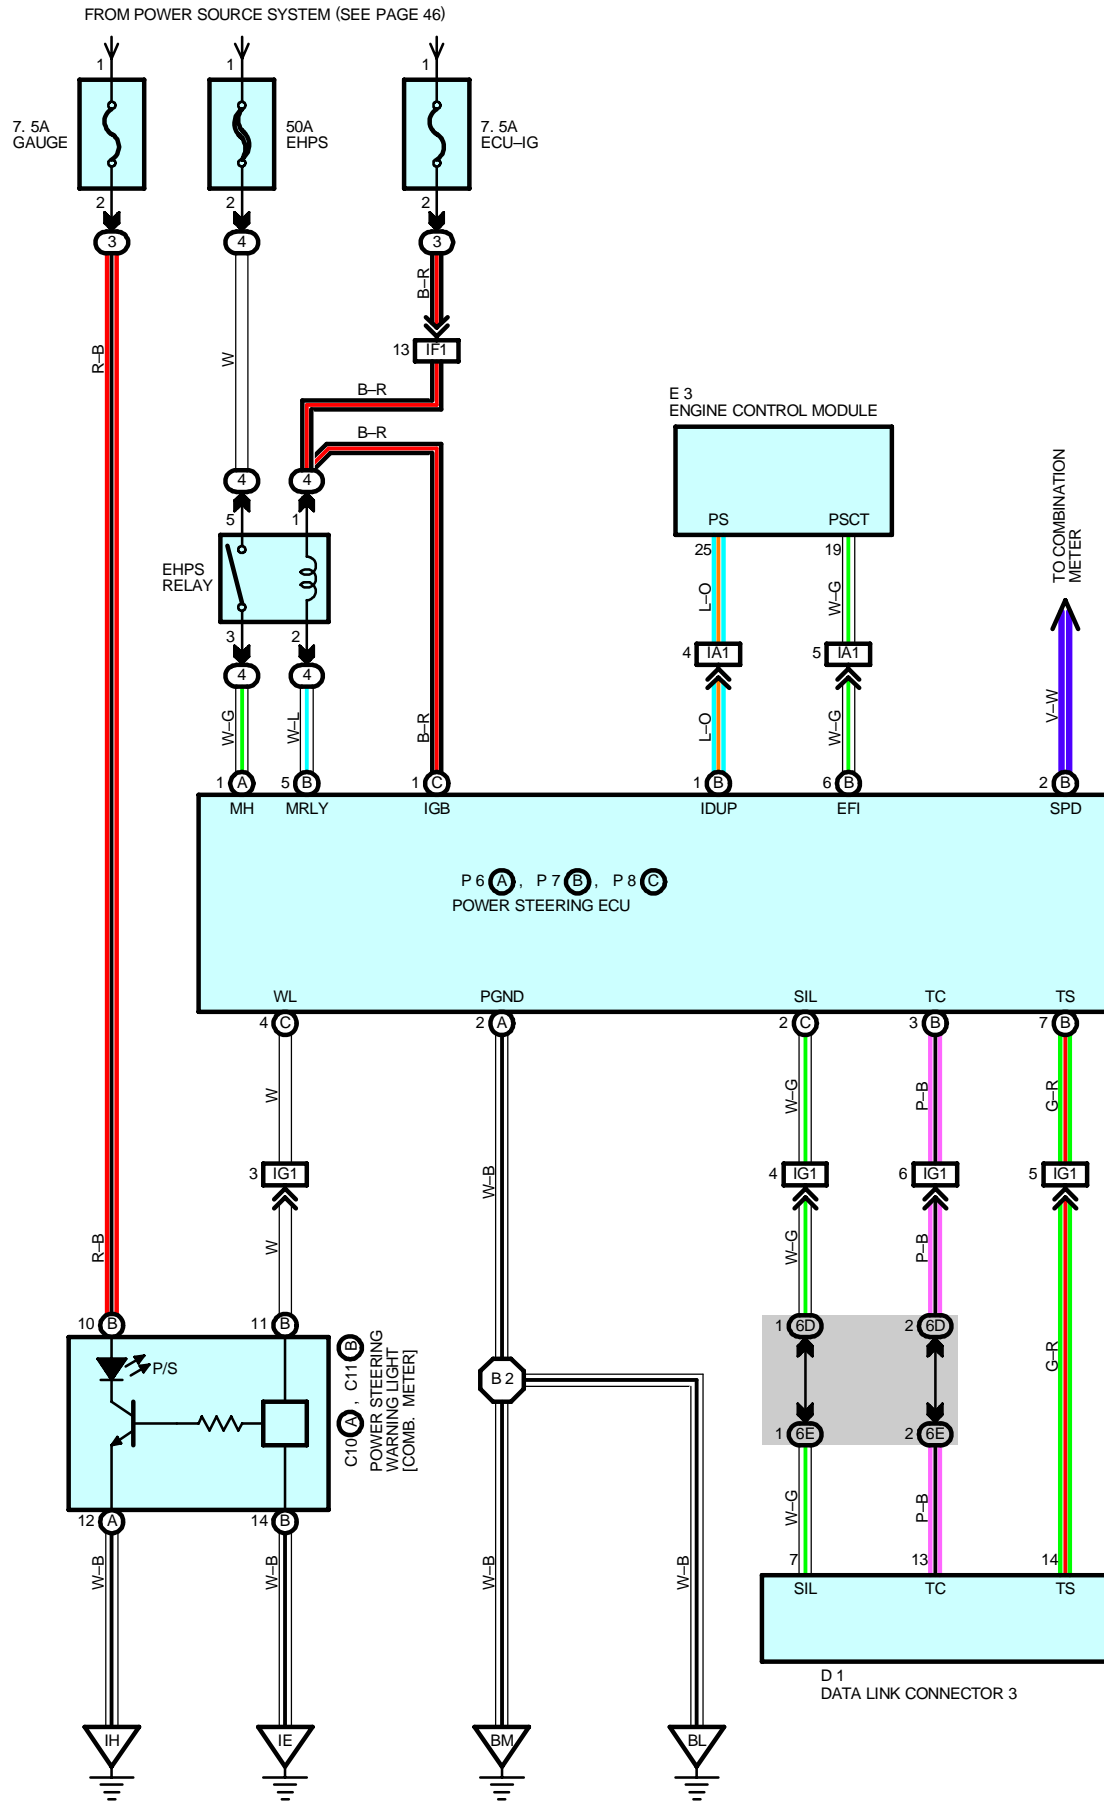 FROM POWER SOURCE SYSTEM (SEE PAGE 46)
1
1
1
7. 5A
GAUGE
50A
EHPS
7. 5A
ECU–IG
2
2
2
3
4
3
B–R
R–B
W
13 IF1
B–R
B–R
4
4
5
1
EHPS
RELAY
3
2
4
4
W–G
W–L
B–R
E 3
ENGINE CONTROL MODULE
PS
PSCT
25
19
L–O
W–G
4 IA1
5 IA1
L–O
W–G
TO COMBINATION
METER
V–W
1 A
5 B
1 C
1 B
6 B
2 B
MH
MRLY
IGB
IDUP
EFI
SPD
P 6 A , P 7 B , P 8 C
POWER STEERING ECU
WL
PGND
SIL
TC
TS
4 C
2 A
2 C
3 B
7 B
W
W–G
P–B
G–R
3 IG1
W–B
4 IG1
6 IG1
5 IG1
R–B
W
W–G
P–B
10 B
11 B
1 6D
2 6D
P/S
C10 A , C11 B
POWER STEERING
WARNING LIGHT
[COMB. METER]
B 2
G–R
1 6E
2 6E
12 A
14 B
W–G
P–B
W–B
W–B
W–B
W–B
7
13
14
SIL
TC
TS
D 1
DATA LINK CONNECTOR 3
IH
IE
BM
BL